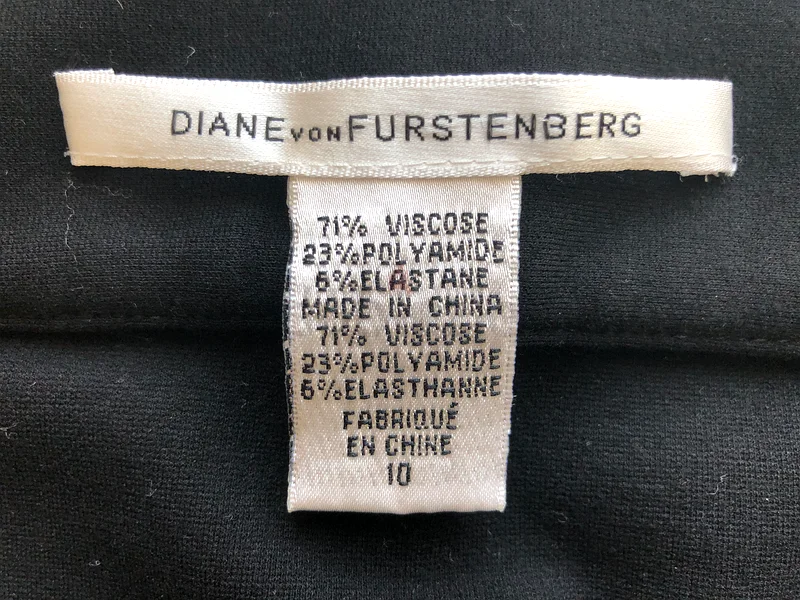 DIANE VON FURSTENBERG
71% VISCOSE
23% POLYAMIDE
6% ELASTANE
MADE IN CHINA
71% VISCOSE
23% POLYAMIDE
6% ELASTHANNE
FABRIQUÉ
EN CHINE
10